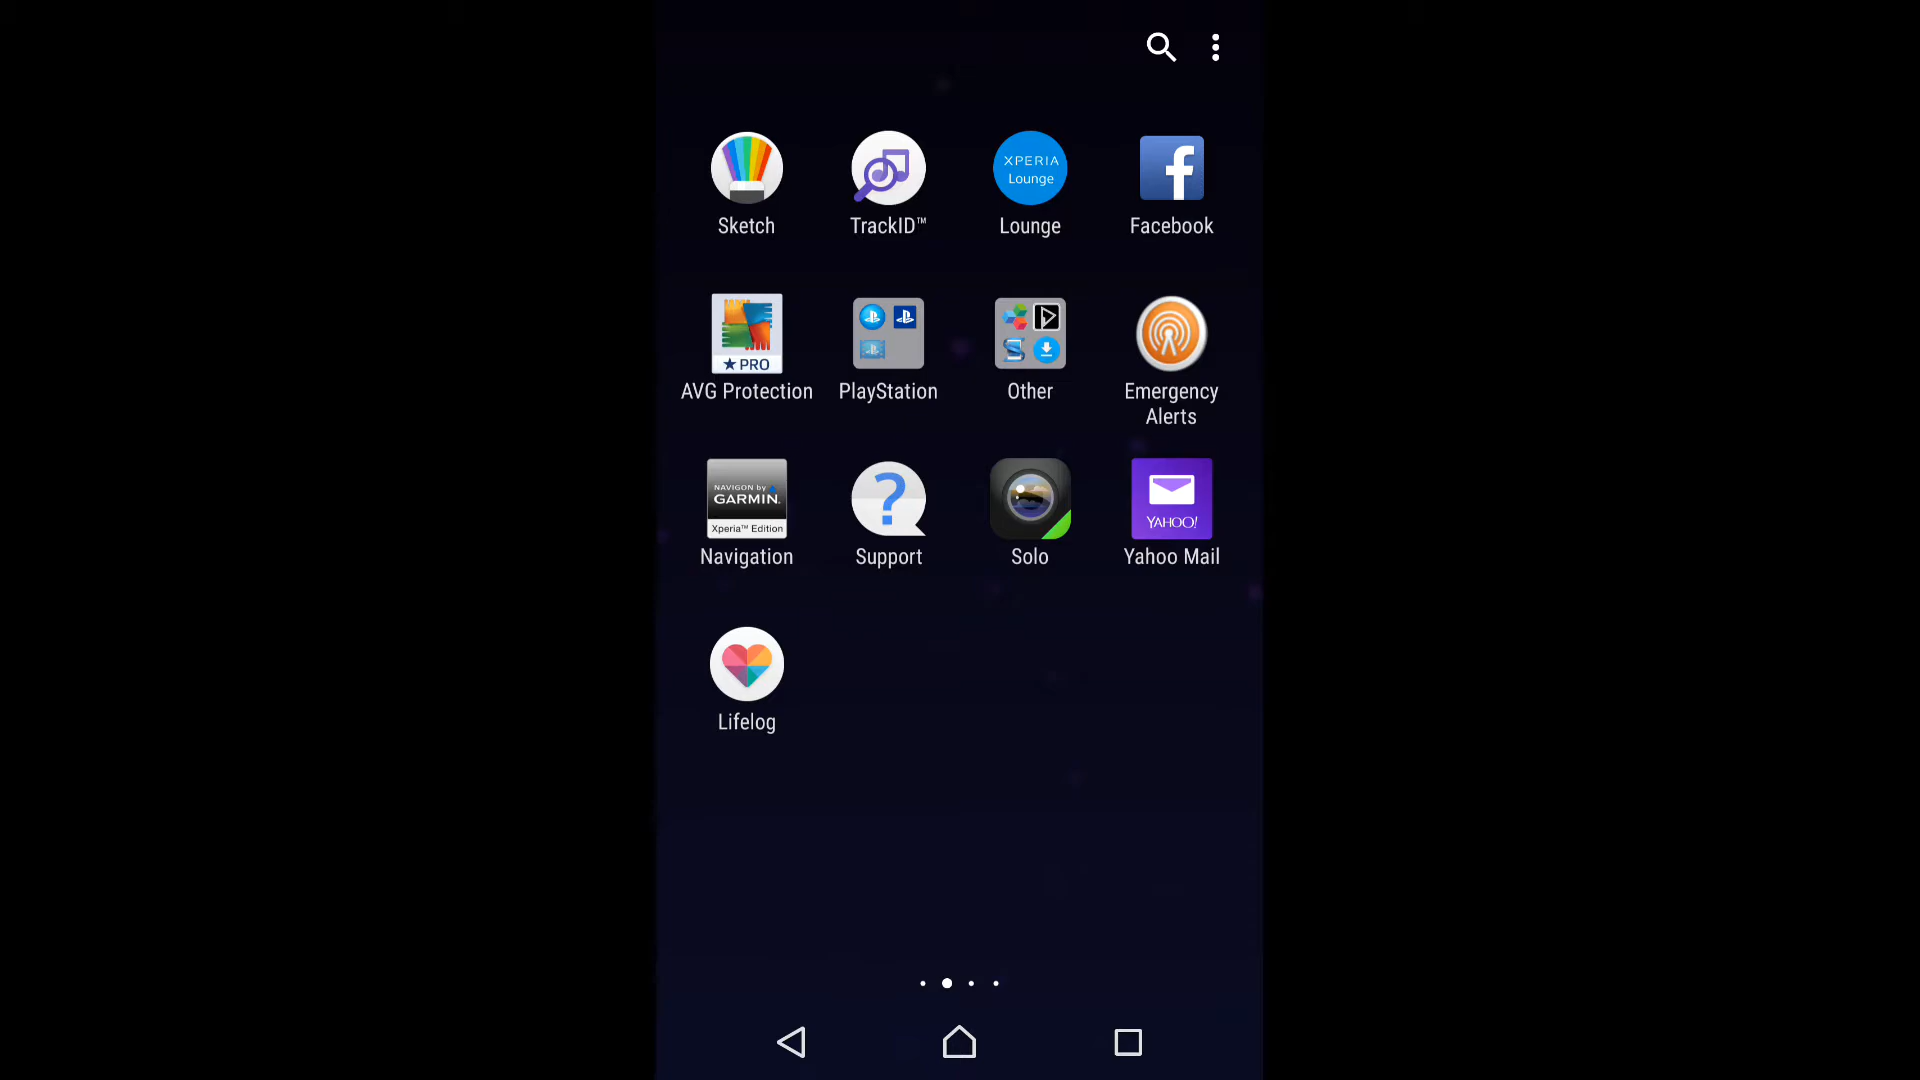 XPERIA
Lounge
Sketch
TrackID™
Lounge
Facebook
★ PRO
AVG Protection
PlayStation
Other
Emergency
Alerts
NAVIGON by
GARMIN.
Xperia™ Edition
YAHOO!
Navigation
Support
Solo
Yahoo Mail
Lifelog